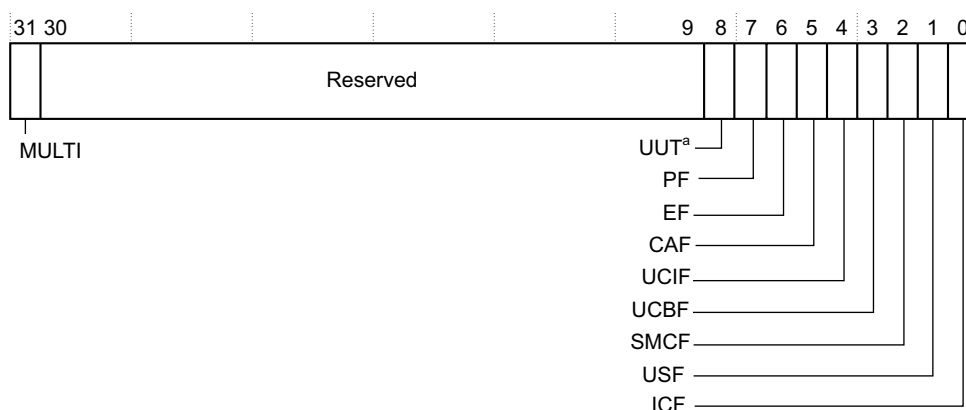 31 30 9 8 7 6 5 4 3 2 1 0
Reserved
MULTI
UUTᵃ
PF
EF
CAF
UCIF
UCBF
SMCF
USF
ICF